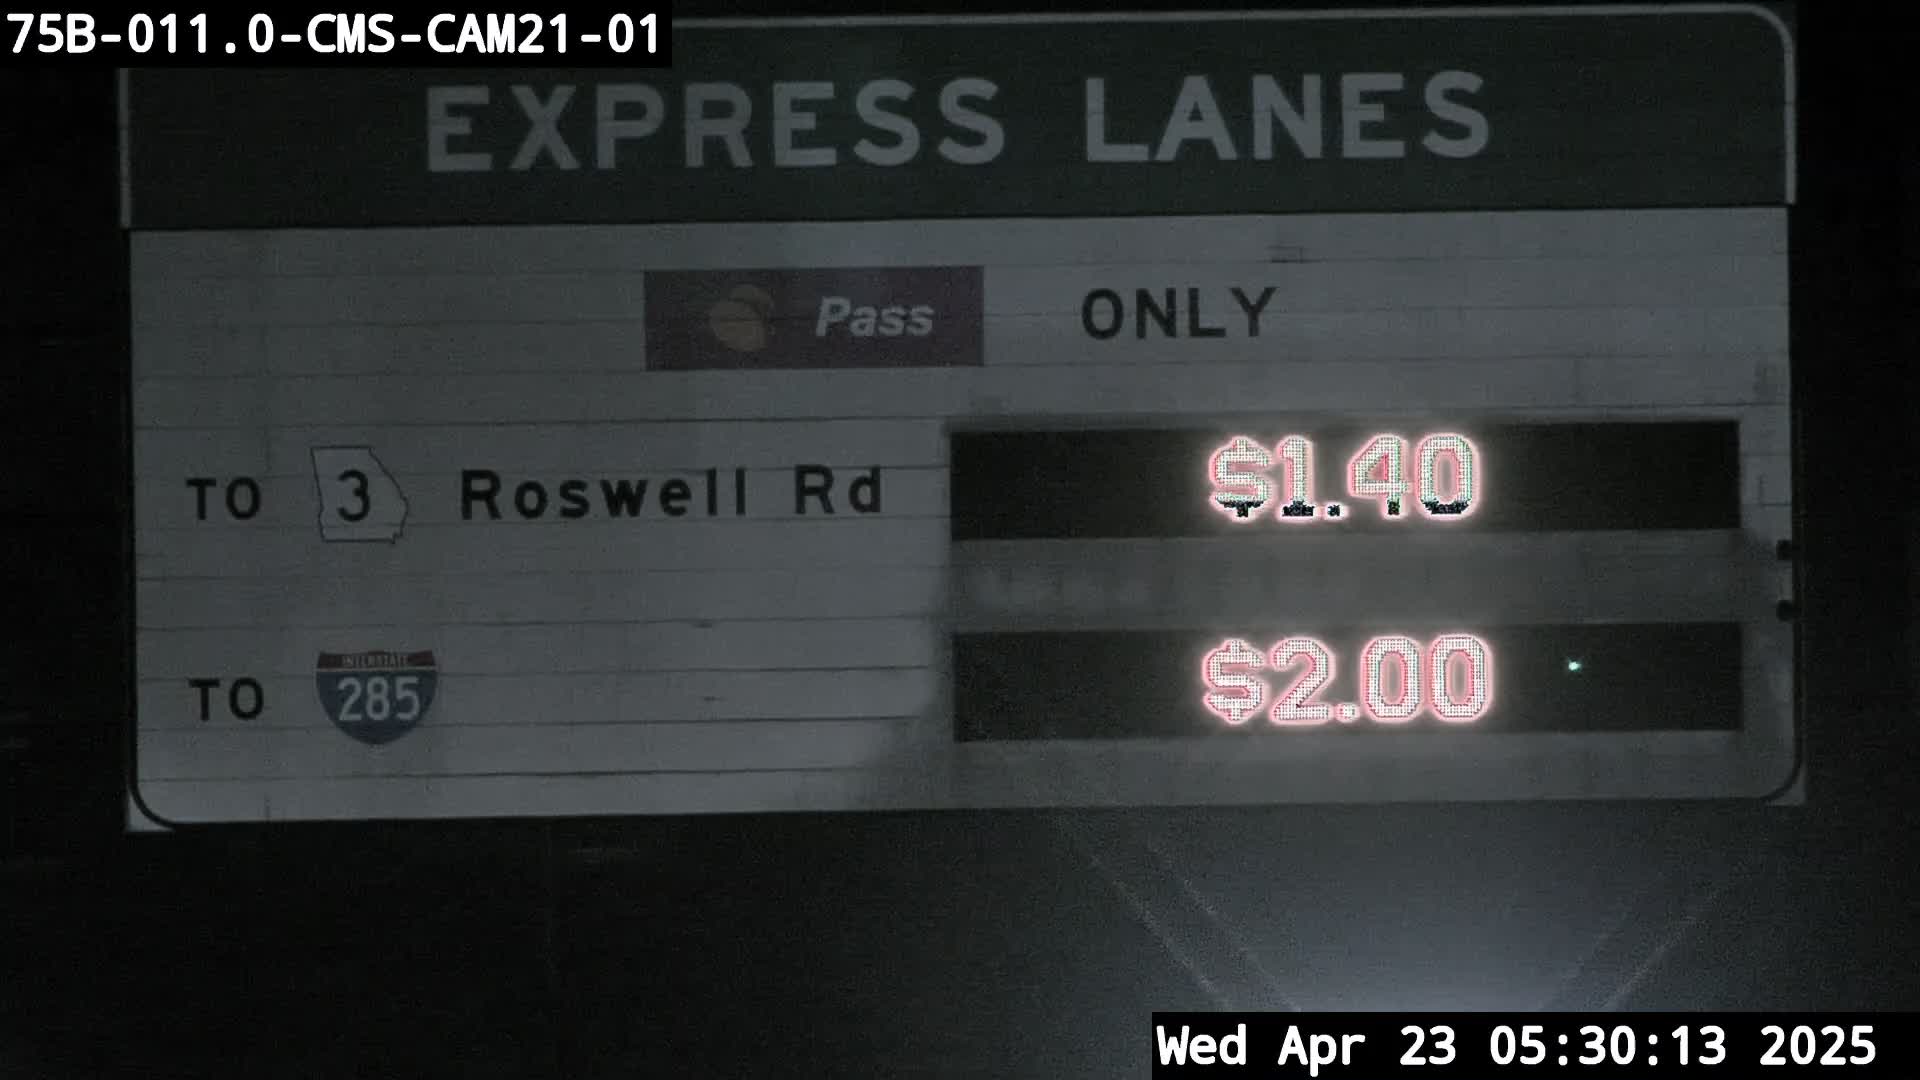 75B-011.0-CMS-CAM21-01
EXPRESS LANES
Pass ONLY
TO 3 Roswell Rd $1.40
TO INTERSTATE 285 $2.00
Wed Apr 23 05:30:13 2025